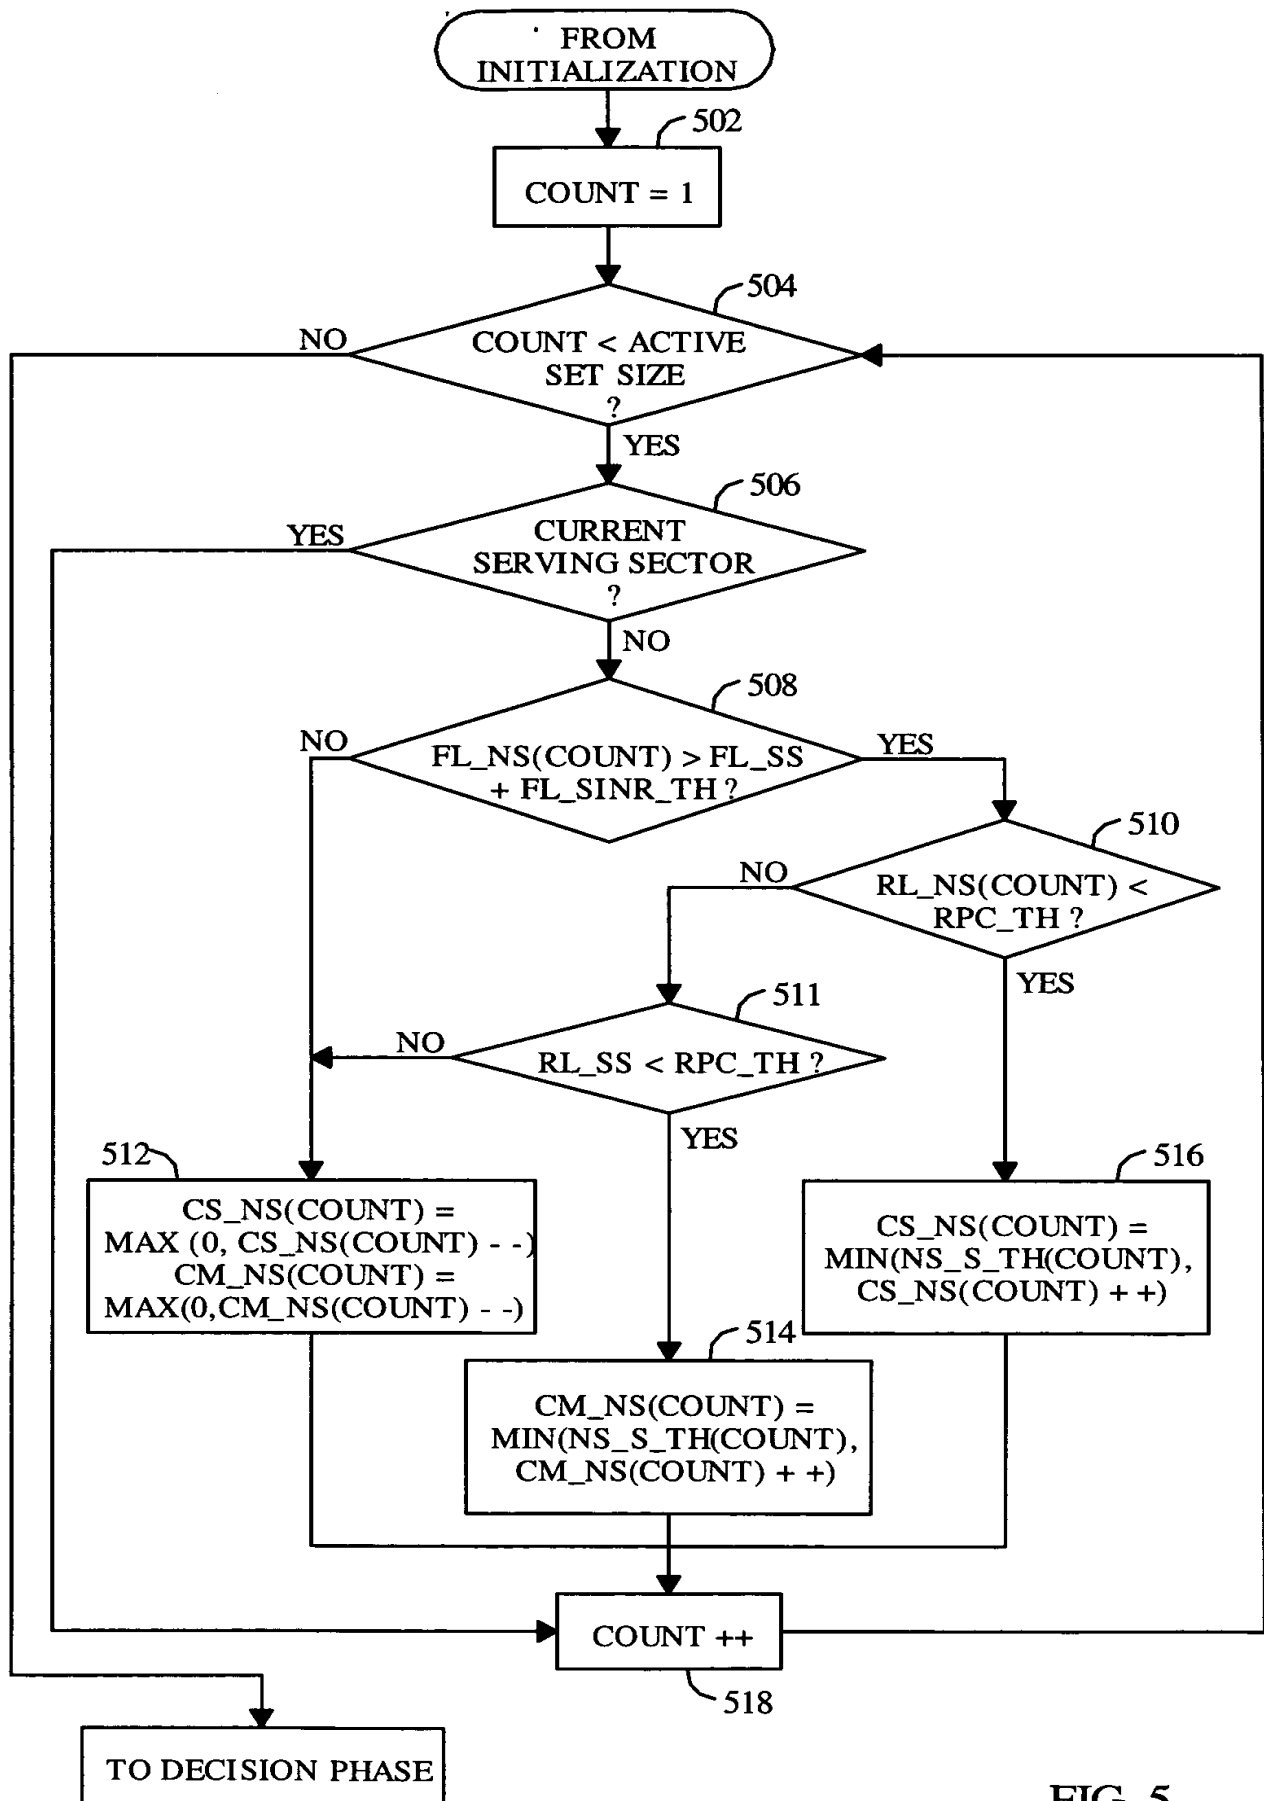 FROM
INITIALIZATION
502
COUNT = 1
504
NO
COUNT < ACTIVE
SET SIZE
?
YES
506
YES
CURRENT
SERVING SECTOR
?
NO
508
NO
FL_NS(COUNT) > FL_SS
+ FL_SINR_TH ?
YES
510
NO
RL_NS(COUNT) <
RPC_TH ?
YES
511
NO
RL_SS < RPC_TH ?
YES
512
CS_NS(COUNT) =
MAX (0, CS_NS(COUNT) - -)
CM_NS(COUNT) =
MAX(0,CM_NS(COUNT) - -)
516
CS_NS(COUNT) =
MIN(NS_S_TH(COUNT),
CS_NS(COUNT) + +)
514
CM_NS(COUNT) =
MIN(NS_S_TH(COUNT),
CM_NS(COUNT) + +)
COUNT ++
518
TO DECISION PHASE
FIG. 5